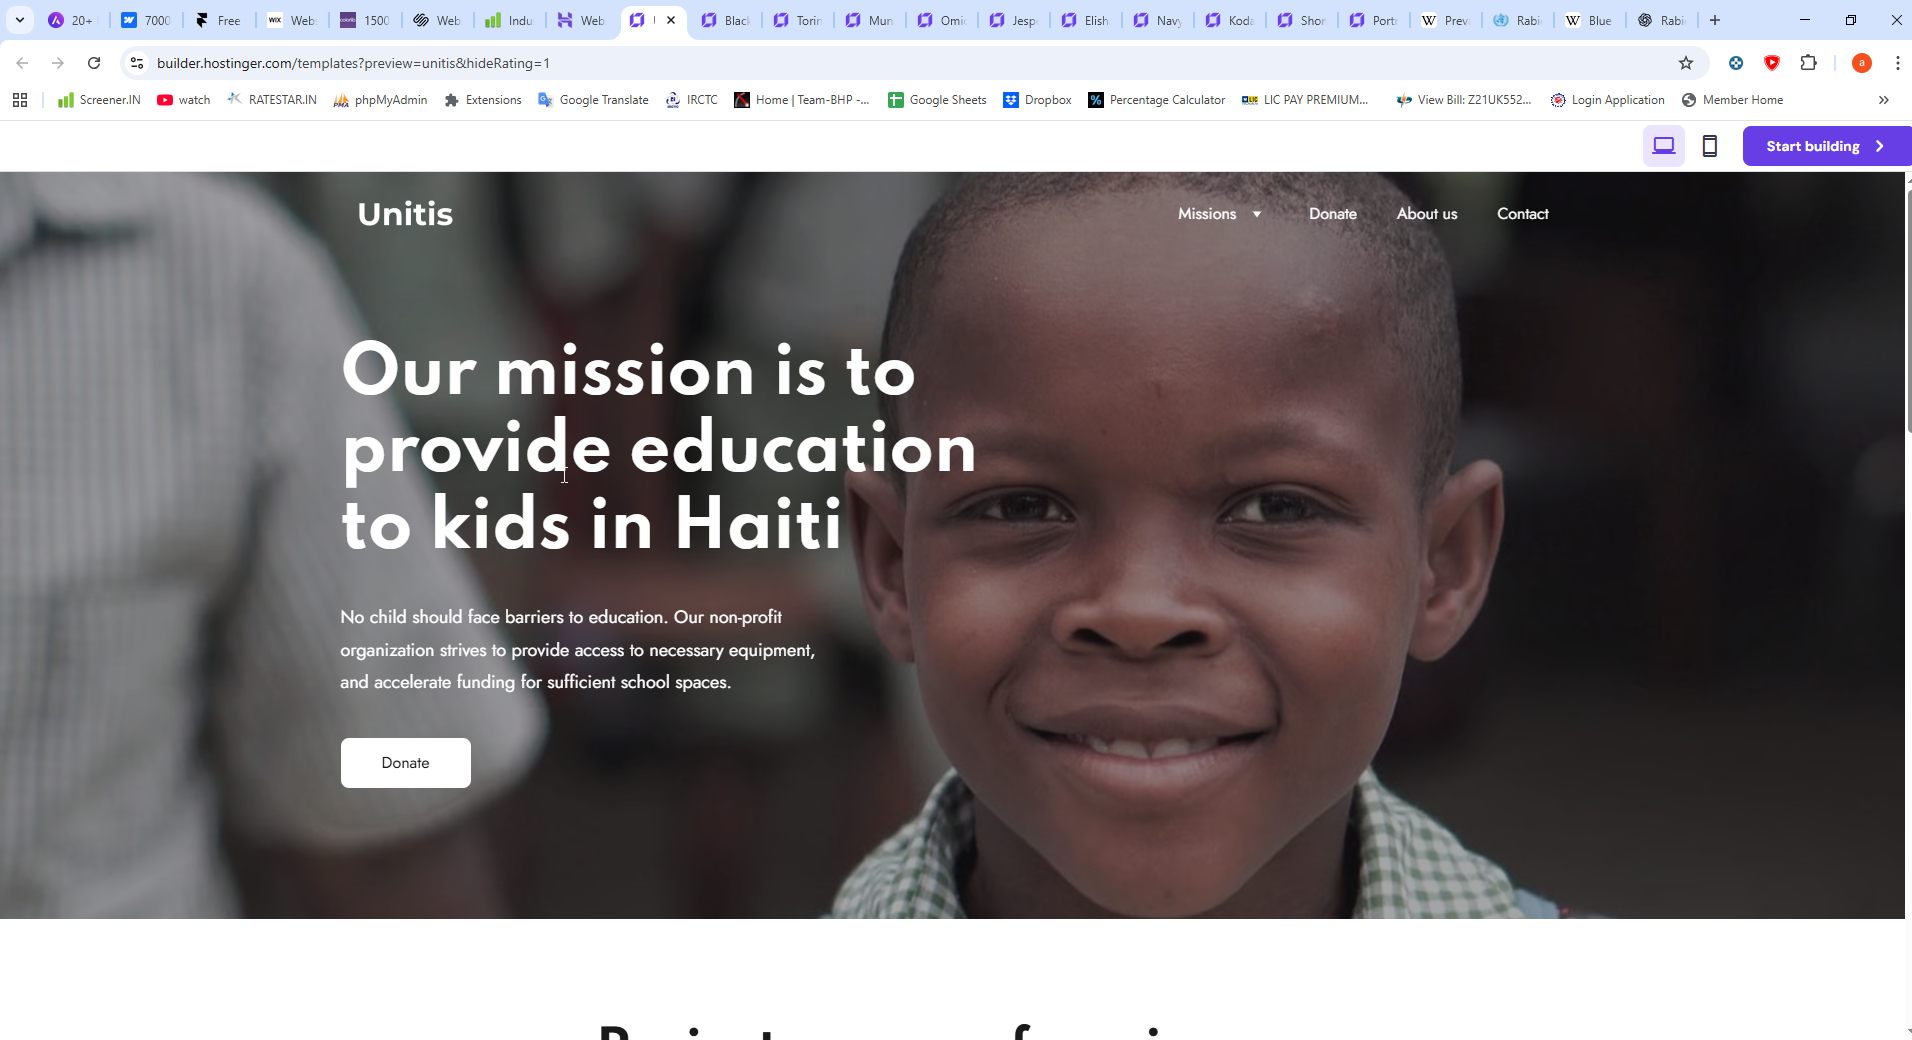 20+
7000
Free
WiX
Web
1500
Web
Indu
Web
Black
Torin
Mun
Omi
Jesp
Elish
Navy
Koda
Shor
Port
Prev
Rabi
Blue
Rabi
builder.hostinger.com/templates?preview=unitis&hideRating=1
a
Screener.IN
watch
RATESTAR.IN
phpMyAdmin
Extensions
Google Translate
IRCTC
Home | Team-BHP -...
Google Sheets
Dropbox
Percentage Calculator
LIC PAY PREMIUM...
View Bill: Z21UK552...
Login Application
Member Home
Start building
Unitis
Missions
Donate
About us
Contact
Our mission is to
provide education
to kids in Haiti
No child should face barriers to education. Our non-profit
organization strives to provide access to necessary equipment,
and accelerate funding for sufficient school spaces.
Donate